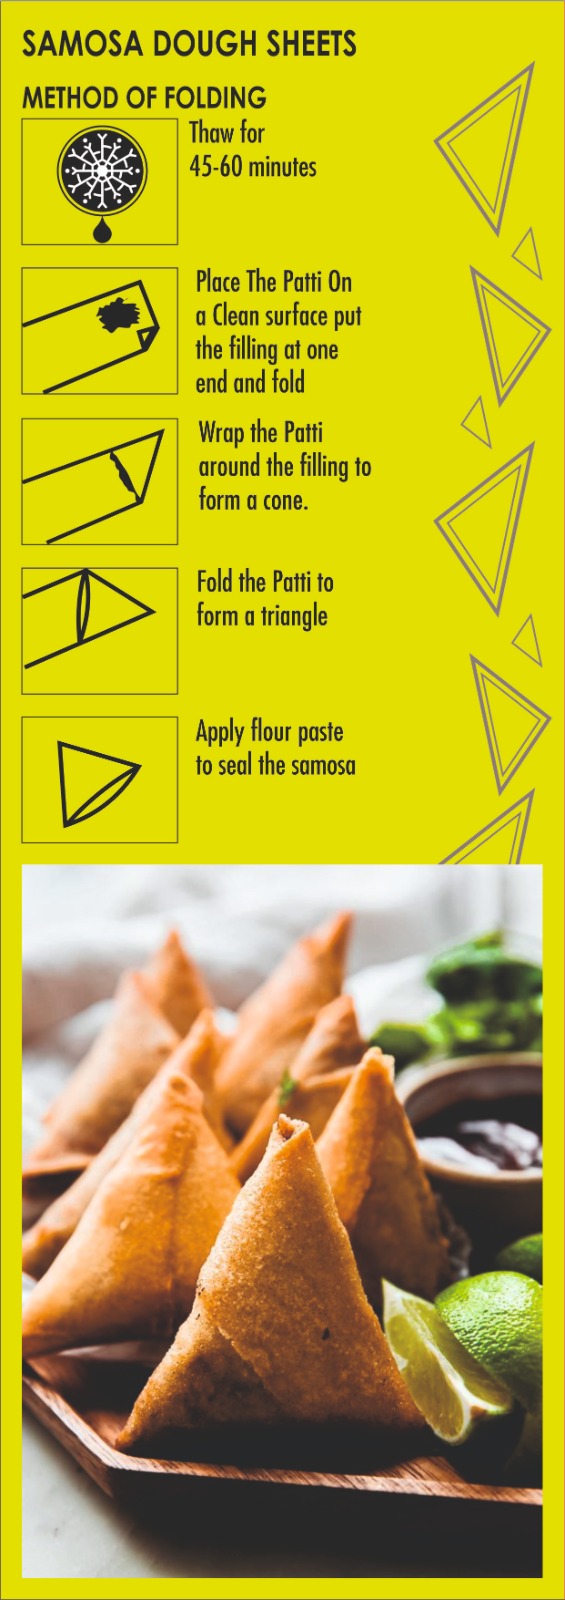 SAMOSA DOUGH SHEETS
METHOD OF FOLDING
Thaw for
45-60 minutes
Place The Patti On
a Clean surface put
the filling at one
end and fold
Wrap the Patti
around the filling to
form a cone.
Fold the Patti to
form a triangle
Apply flour paste
to seal the samosa